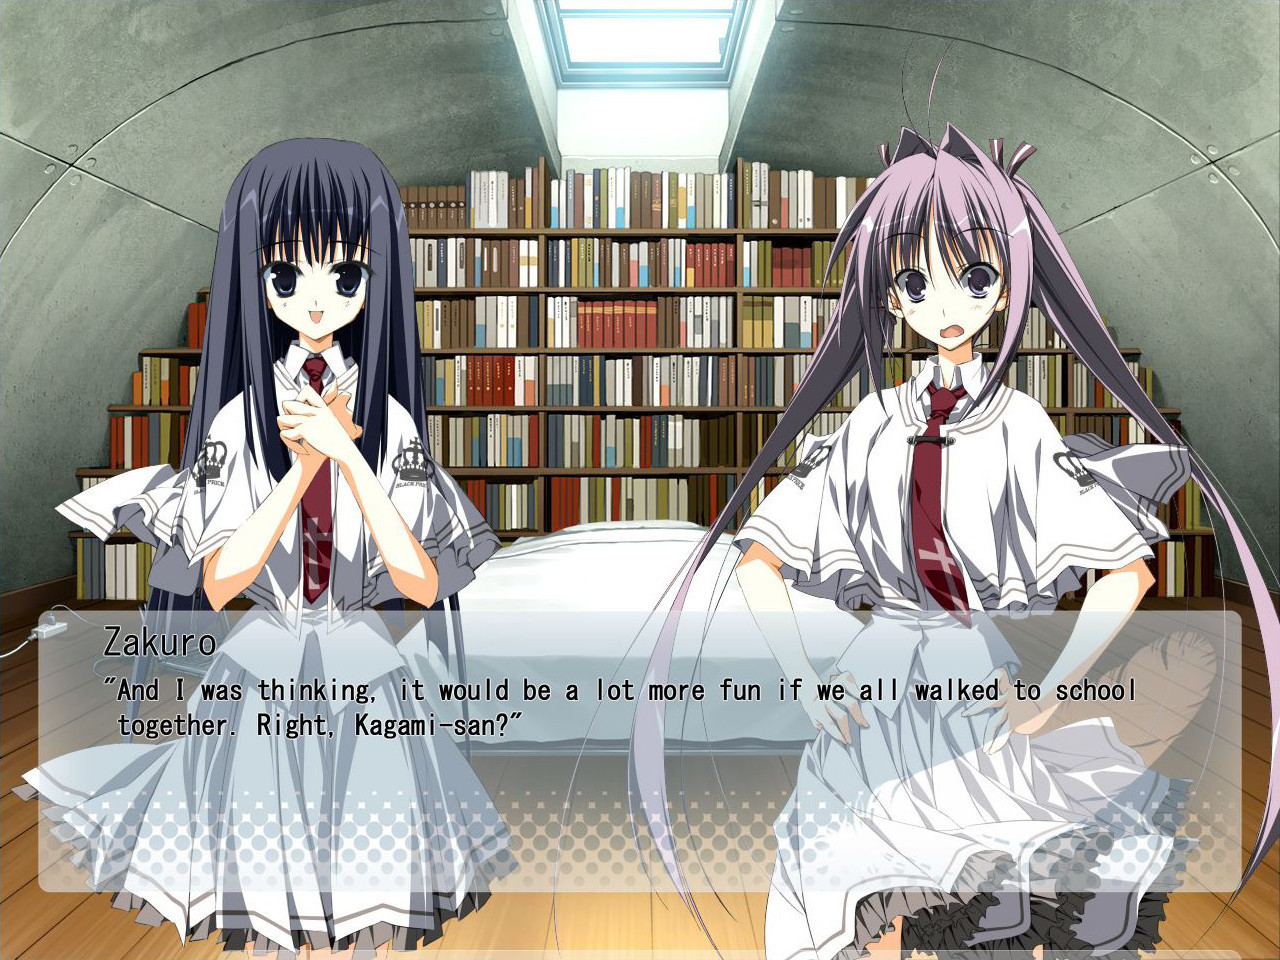 Zakuro
"And I was thinking, it would be a lot more fun if we all walked to school
together. Right, Kagami-san?"